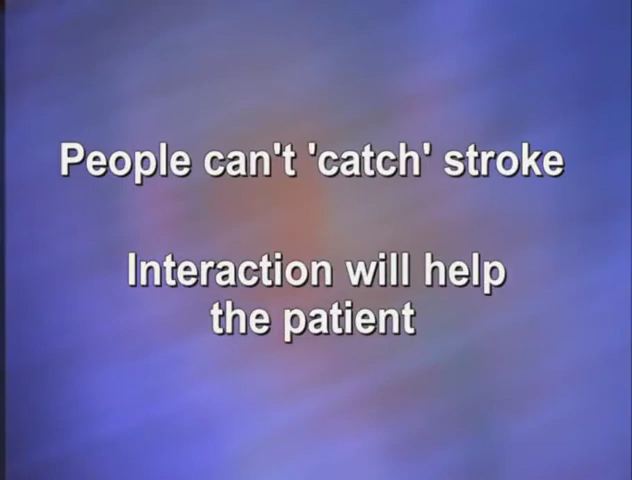 People can't 'catch' stroke
Interaction will help
the patient